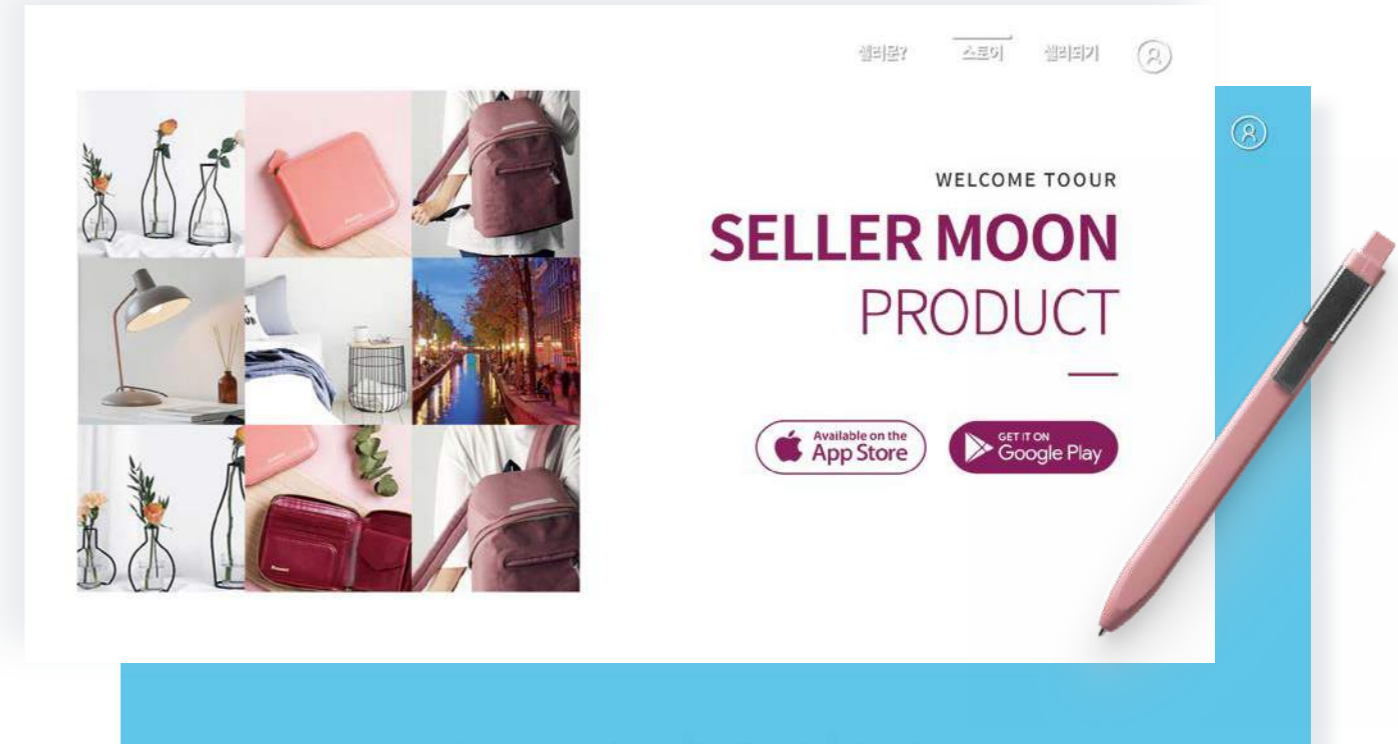 셀러문?
스토어
셀러되기
WELCOME TOOUR
SELLER MOON
PRODUCT
Available on the
App Store
GET IT ON
Google Play